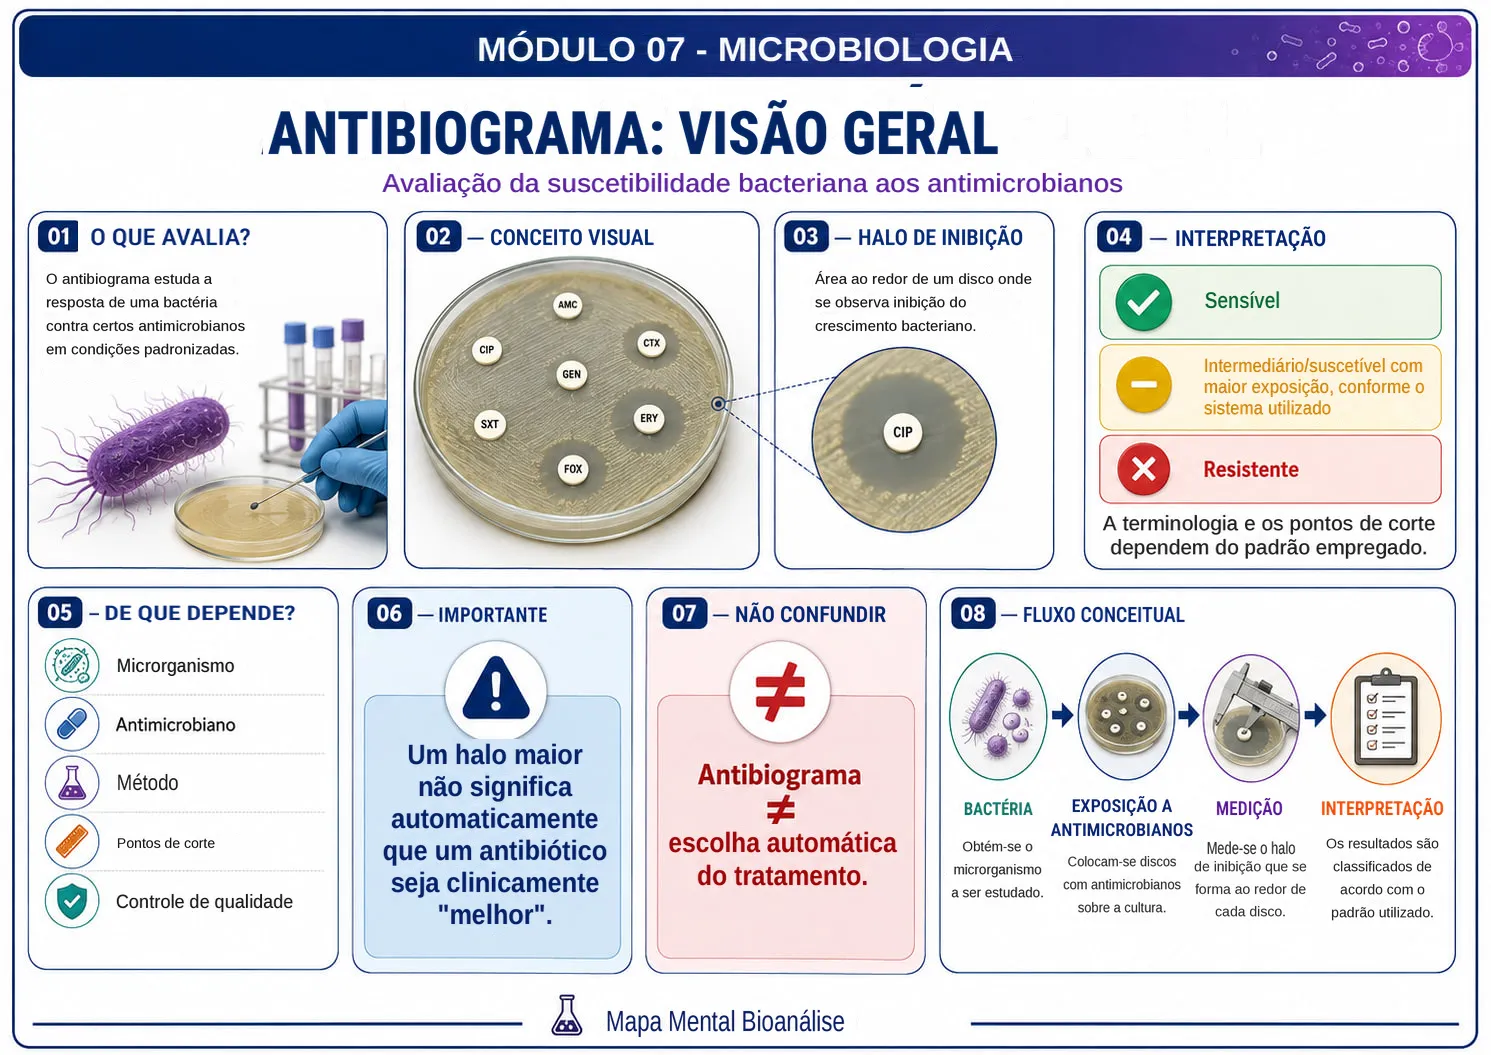 MÓDULO 07 - MICROBIOLOGIA
ANTIBIOGRAMA: VISÃO GERAL
Avaliação da suscetibilidade bacteriana aos antimicrobianos
01 O QUE AVALIA?
O antibiograma estuda a
resposta de uma bactéria
contra certos antimicrobianos
em condições padronizadas.
02 — CONCEITO VISUAL
AMC
CIP
CTX
GEN
SXT
ERY
FOX
03 — HALO DE INIBIÇÃO
Área ao redor de um disco onde
se observa inibição do
crescimento bacteriano.
CIP
04 — INTERPRETAÇÃO
Sensível
Intermediário/suscetível com
maior exposição, conforme o
sistema utilizado
Resistente
A terminologia e os pontos de corte
dependem do padrão empregado.
05 – DE QUE DEPENDE?
Microrganismo
Antimicrobiano
Método
Pontos de corte
Controle de qualidade
06 — IMPORTANTE
Um halo maior
não significa
automaticamente
que um antibiótico
seja clinicamente
"melhor".
07 — NÃO CONFUNDIR
≠
Antibiograma
≠
escolha automática
do tratamento.
08 — FLUXO CONCEITUAL
BACTÉRIA
Obtém-se o
microrganismo
a ser estudado.
EXPOSIÇÃO A
ANTIMICROBIANOS
Colocam-se discos
com antimicrobianos
sobre a cultura.
MEDIÇÃO
Mede-se o halo
de inibição que se
forma ao redor de
cada disco.
INTERPRETAÇÃO
Os resultados são
classificados de
acordo com o
padrão utilizado.
Mapa Mental Bioanálise